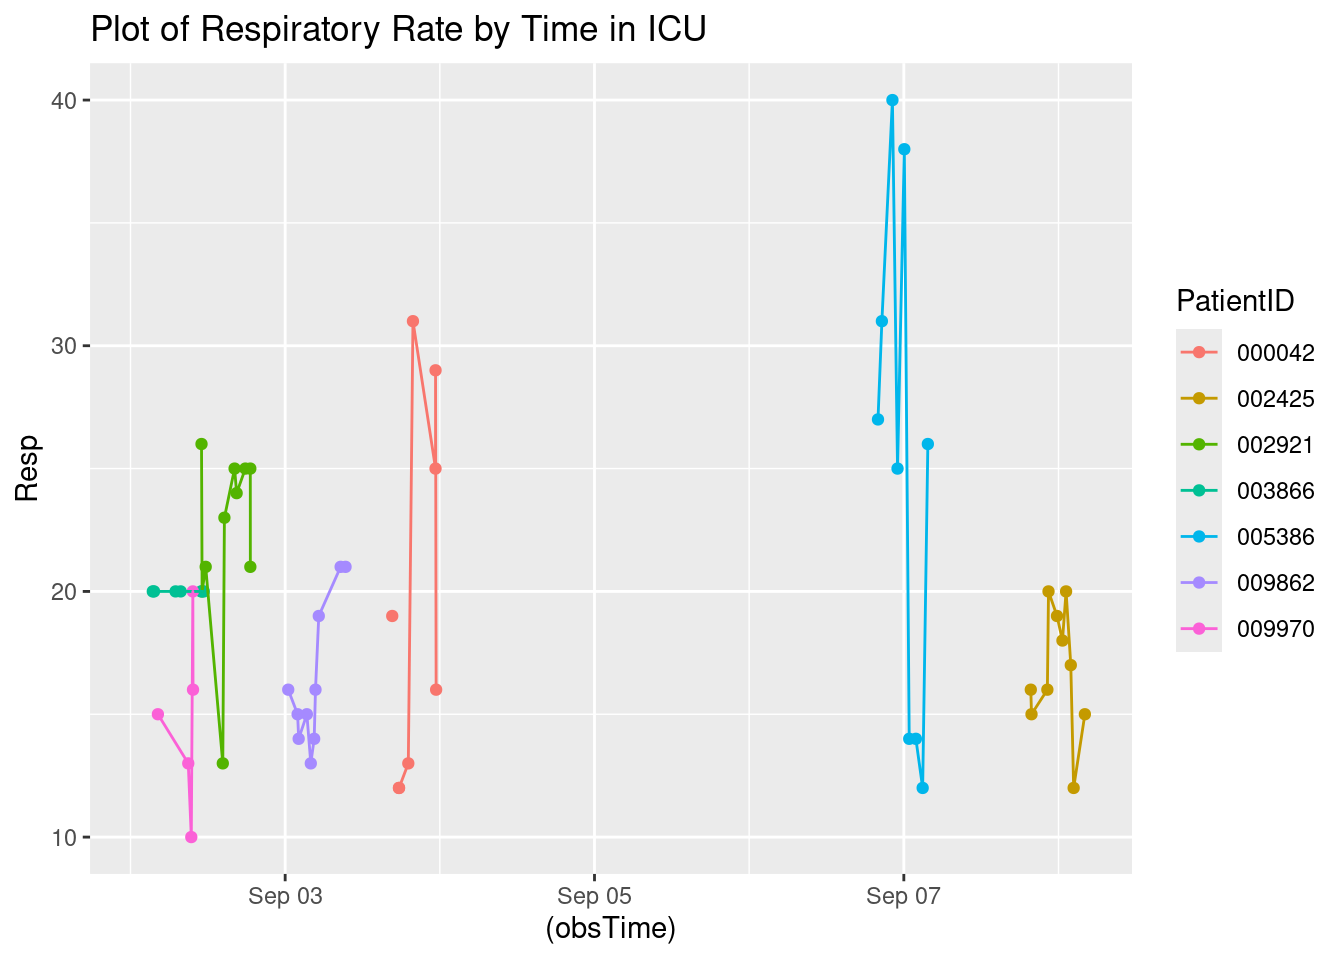 Plot of Respiratory Rate by Time in ICU
40
30
20
10
Resp
Sep 03
Sep 05
Sep 07
(obsTime)
PatientID
000042
002425
002921
003866
005386
009862
009970